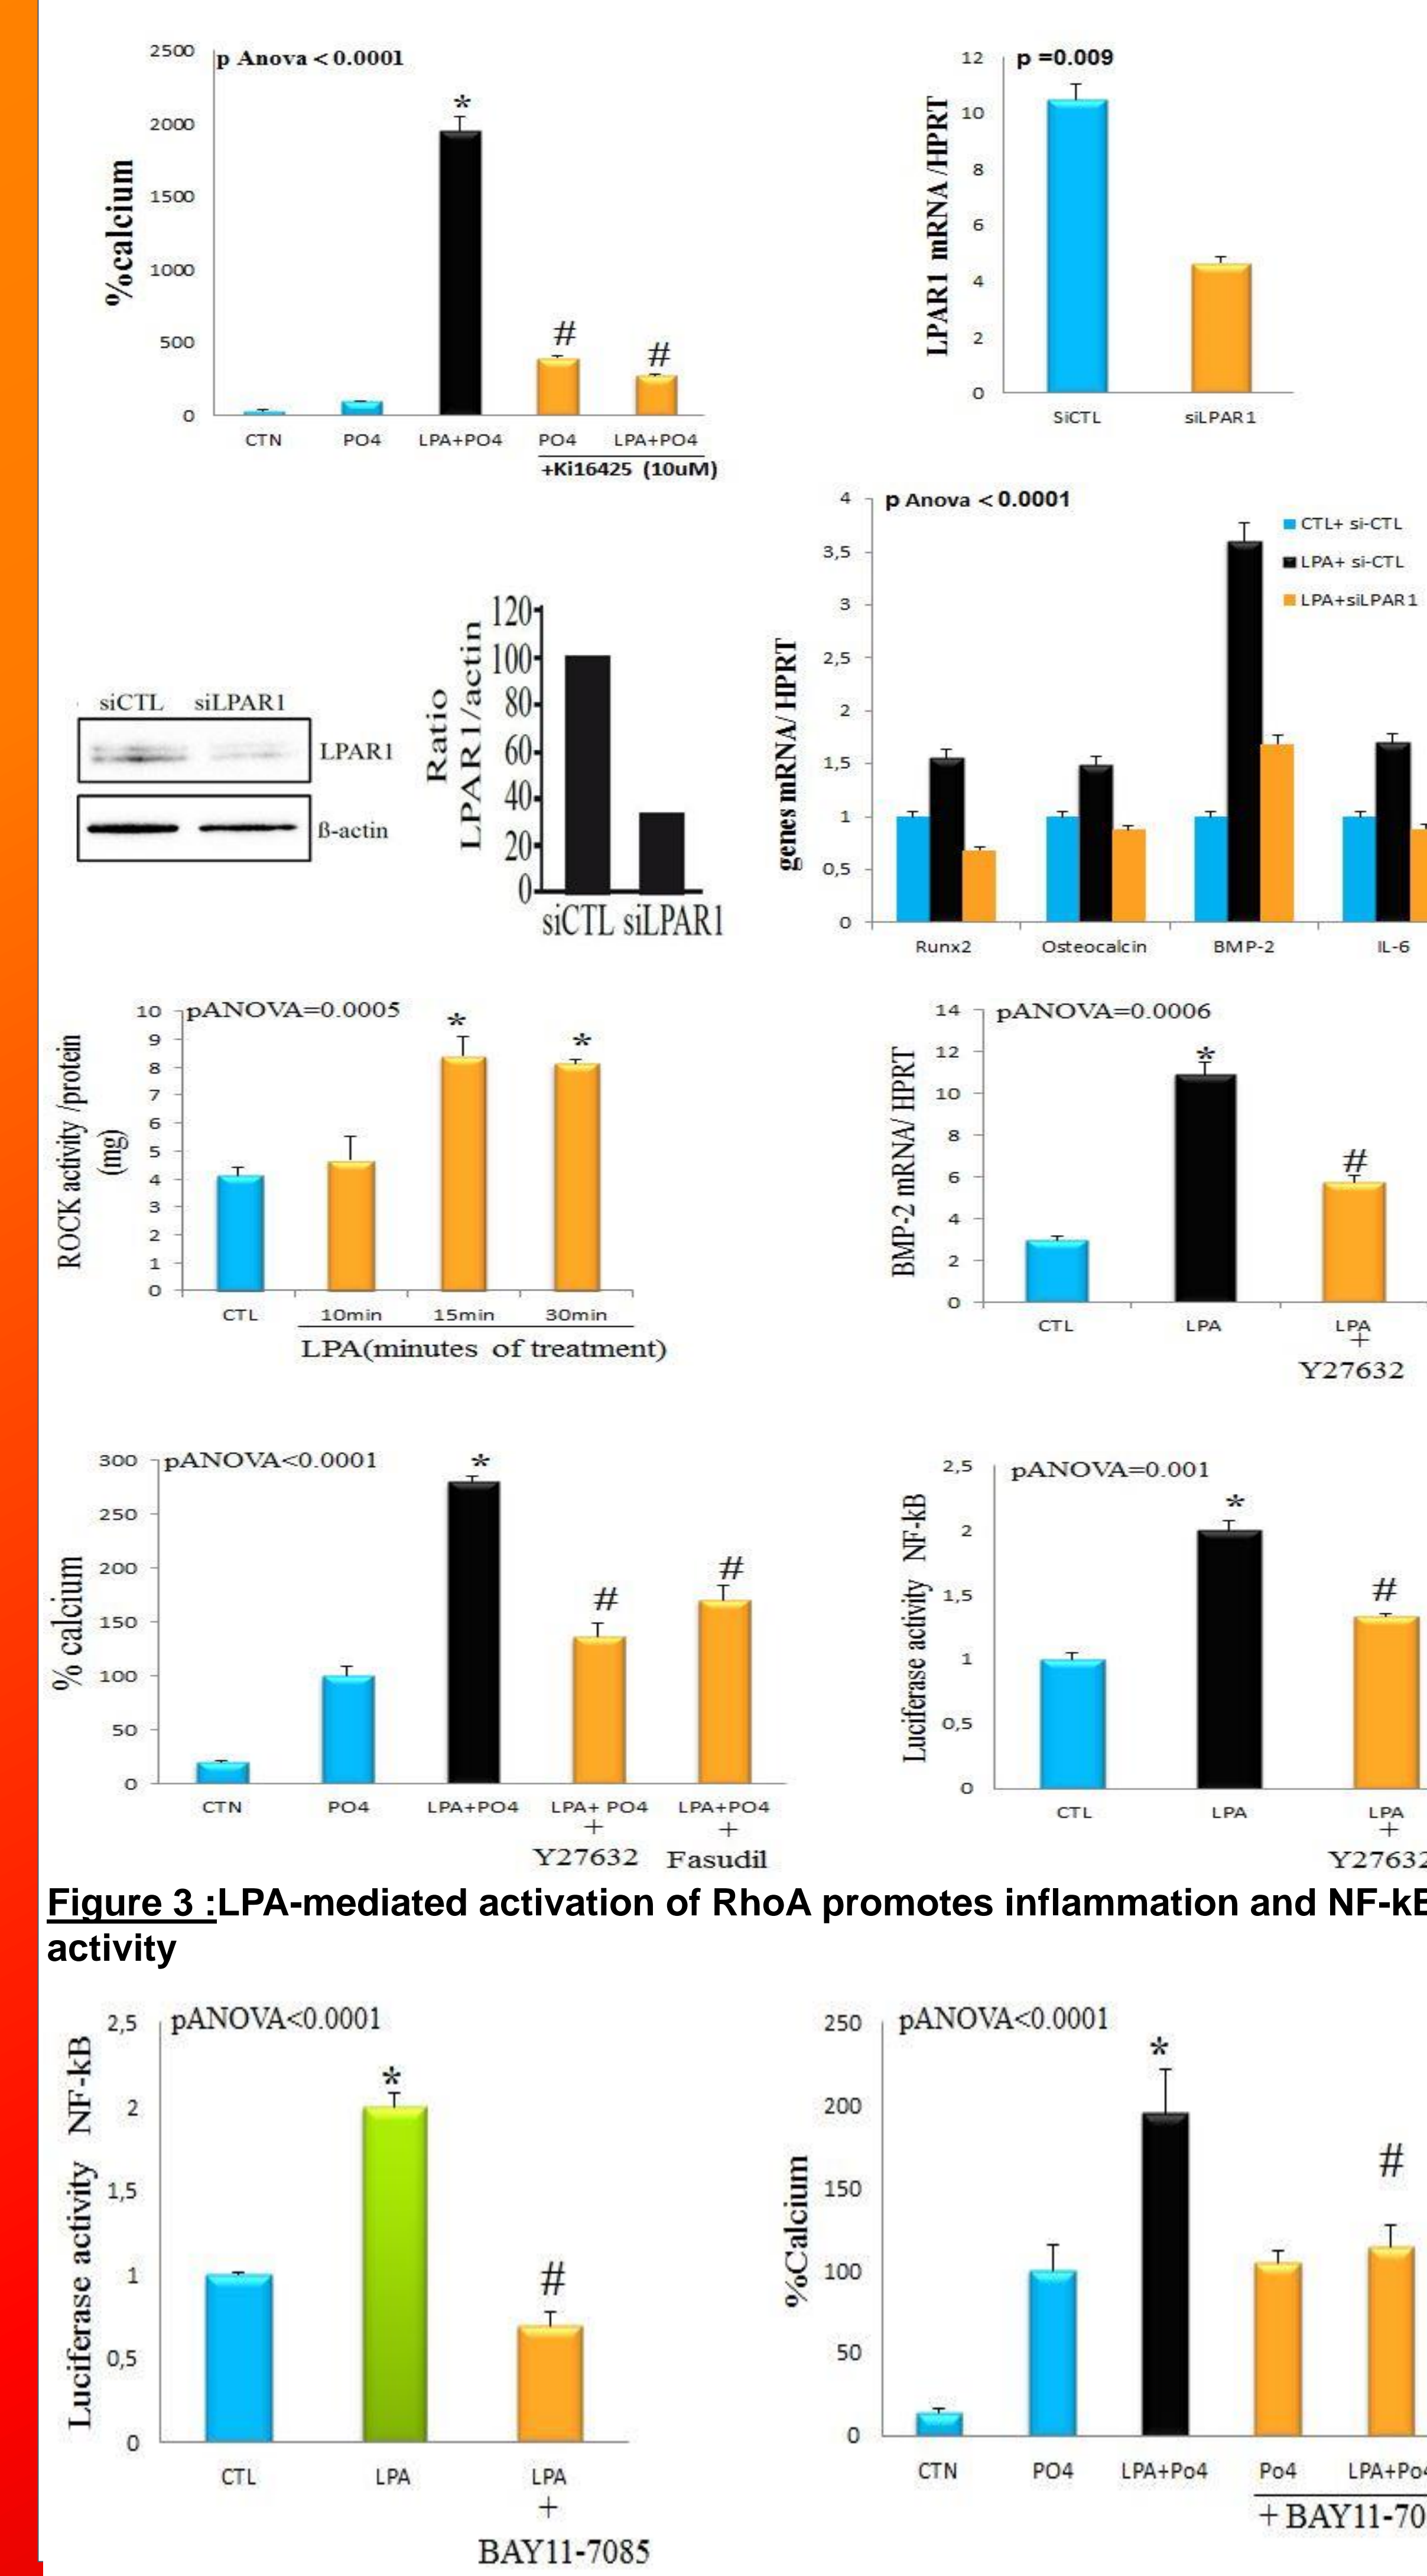 p Anova < 0.0001
%calcium
2500
2000
1500
1000
500
0
*
#
#
CTN PO4 LPA+PO4 PO4 LPA+PO4
+Ki16425 (10uM)
p =0.009
LPAR1 mRNA /HPRT
12
10
8
6
4
2
0
SiCTL siLPAR1
siCTL siLPAR1
LPAR1
ß-actin
Ratio
LPAR1/actin
120
100
80
60
40
20
0
siCTL siLPAR1
p Anova < 0.0001
genes mRNA/ HPRT
4
3,5
3
2,5
2
1,5
1
0,5
0
CTL+ si-CTL
LPA+ si-CTL
LPA+siLPAR1
Runx2 Osteocalcin BMP-2 IL-6
pANOVA=0.0005
ROCK activity /protein
(mg)
10
9
8
7
6
5
4
3
2
1
0
*
*
CTL 10min 15min 30min
LPA(minutes of treatment)
pANOVA=0.0006
BMP-2 mRNA/ HPRT
14
12
10
8
6
4
2
0
*
#
CTL LPA LPA
+
Y27632
pANOVA<0.0001
% calcium
300
250
200
150
100
50
0
*
#
#
CTN PO4 LPA+PO4 LPA+ PO4 LPA+PO4
+ +
Y27632 Fasudil
pANOVA=0.001
Luciferase activity NF-kB
2,5
2
1,5
1
0,5
0
*
#
CTL LPA LPA
+
Y27632
Figure 3 :LPA-mediated activation of RhoA promotes inflammation and NF-kB
activity
pANOVA<0.0001
Luciferase activity NF-kB
2,5
2
1,5
1
0,5
0
*
#
CTL LPA LPA
+
BAY11-7085
pANOVA<0.0001
%Calcium
250
200
150
100
50
0
*
#
CTN PO4 LPA+Po4 Po4 LPA+Po4
+ BAY11-70